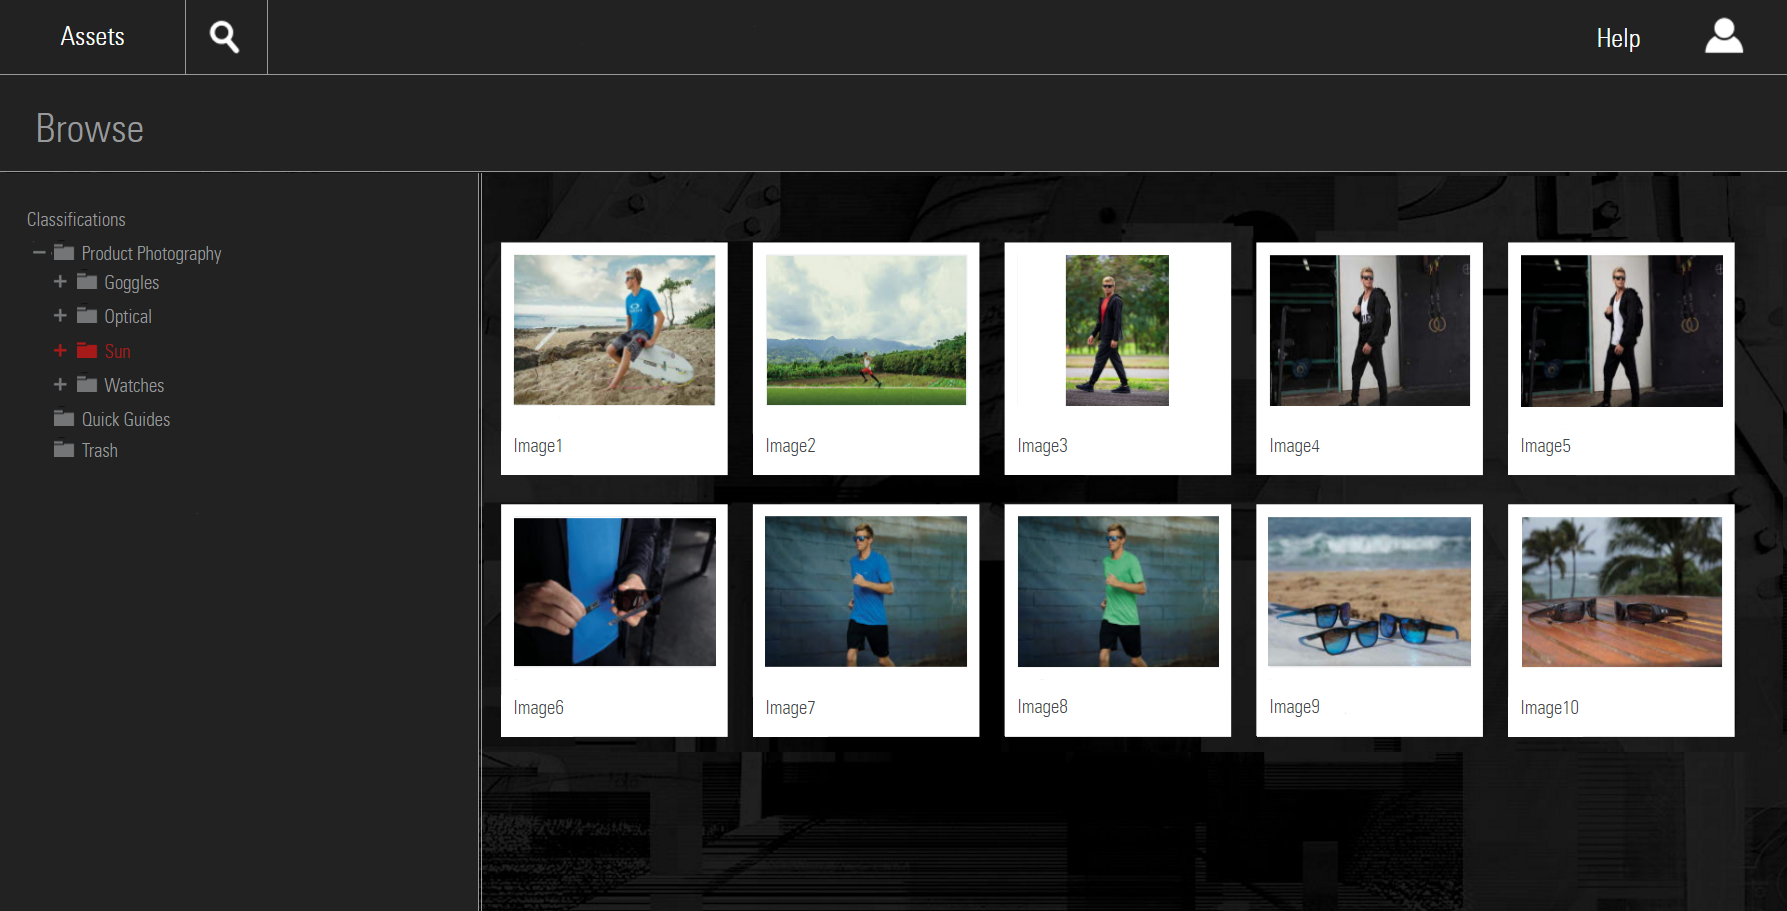 Assets
Help
Browse
Classifications
Product Photography
Goggles
Optical
Sun
Watches
Quick Guides
Trash
Image1
Image2
Image3
Image4
Image5
Image6
Image7
Image8
Image9
Image10